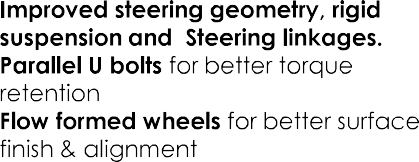 Improved steering geometry, rigid
suspension and  Steering linkages.
Parallel U bolts for better torque
retention
Flow formed wheels for better surface
finish & alignment